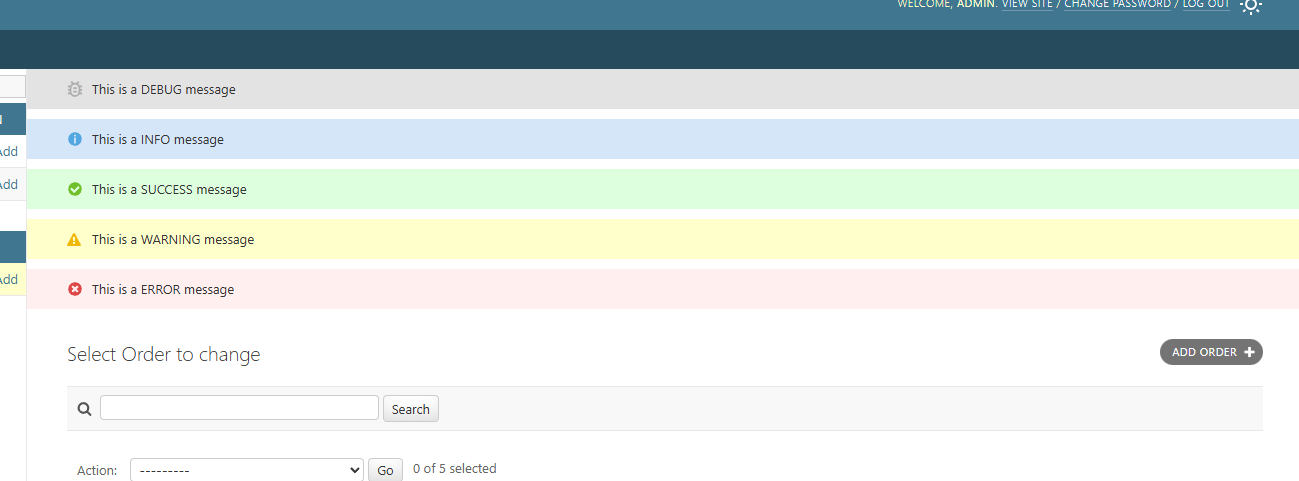 WELCOME, ADMIN. VIEW SITE / CHANGE PASSWORD / LOG OUT
This is a DEBUG message
This is a INFO message
Add
This is a SUCCESS message
Add
This is a WARNING message
Add
This is a ERROR message
Select Order to change
ADD ORDER
Search
Action: --------- Go 0 of 5 selected